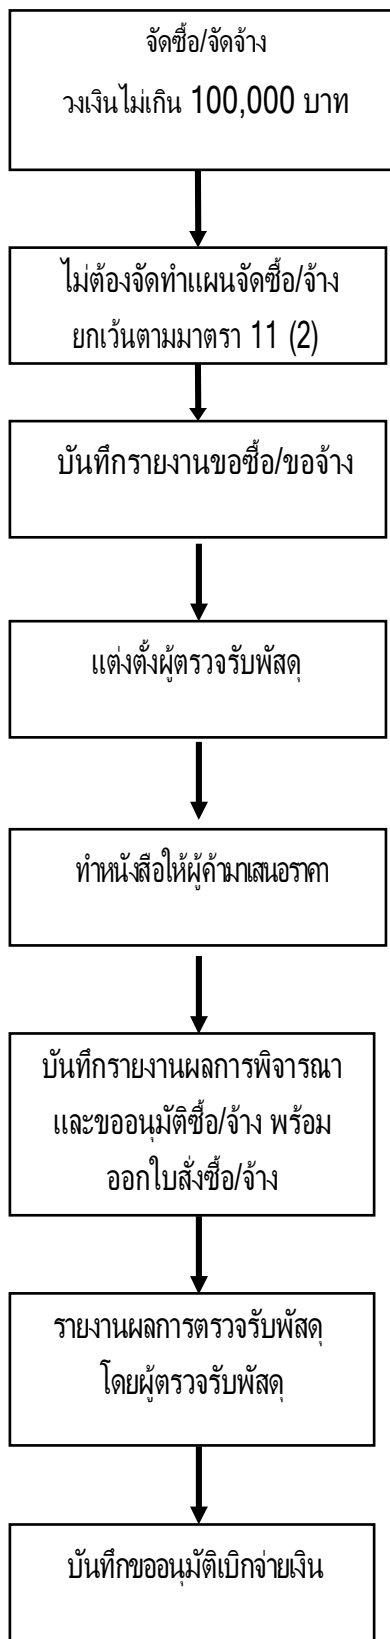 จัดซื้อ/จัดจ้าง
วงเงินไม่เกิน 100,000 บาท
ไม่ต้องจัดทำแผนจัดซื้อ/จ้าง
ยกเว้นตามมาตรา 11 (2)
บันทึกรายงานขอซื้อ/ขอจ้าง
แต่งตั้งผู้ตรวจรับพัสดุ
ทำหนังสือให้ผู้ค้ามาเสนอราคา
บันทึกรายงานผลการพิจารณา
และขออนุมัติซื้อ/จ้าง พร้อม
ออกใบสั่งซื้อ/จ้าง
รายงานผลการตรวจรับพัสดุ
โดยผู้ตรวจรับพัสดุ
บันทึกขออนุมัติเบิกจ่ายเงิน